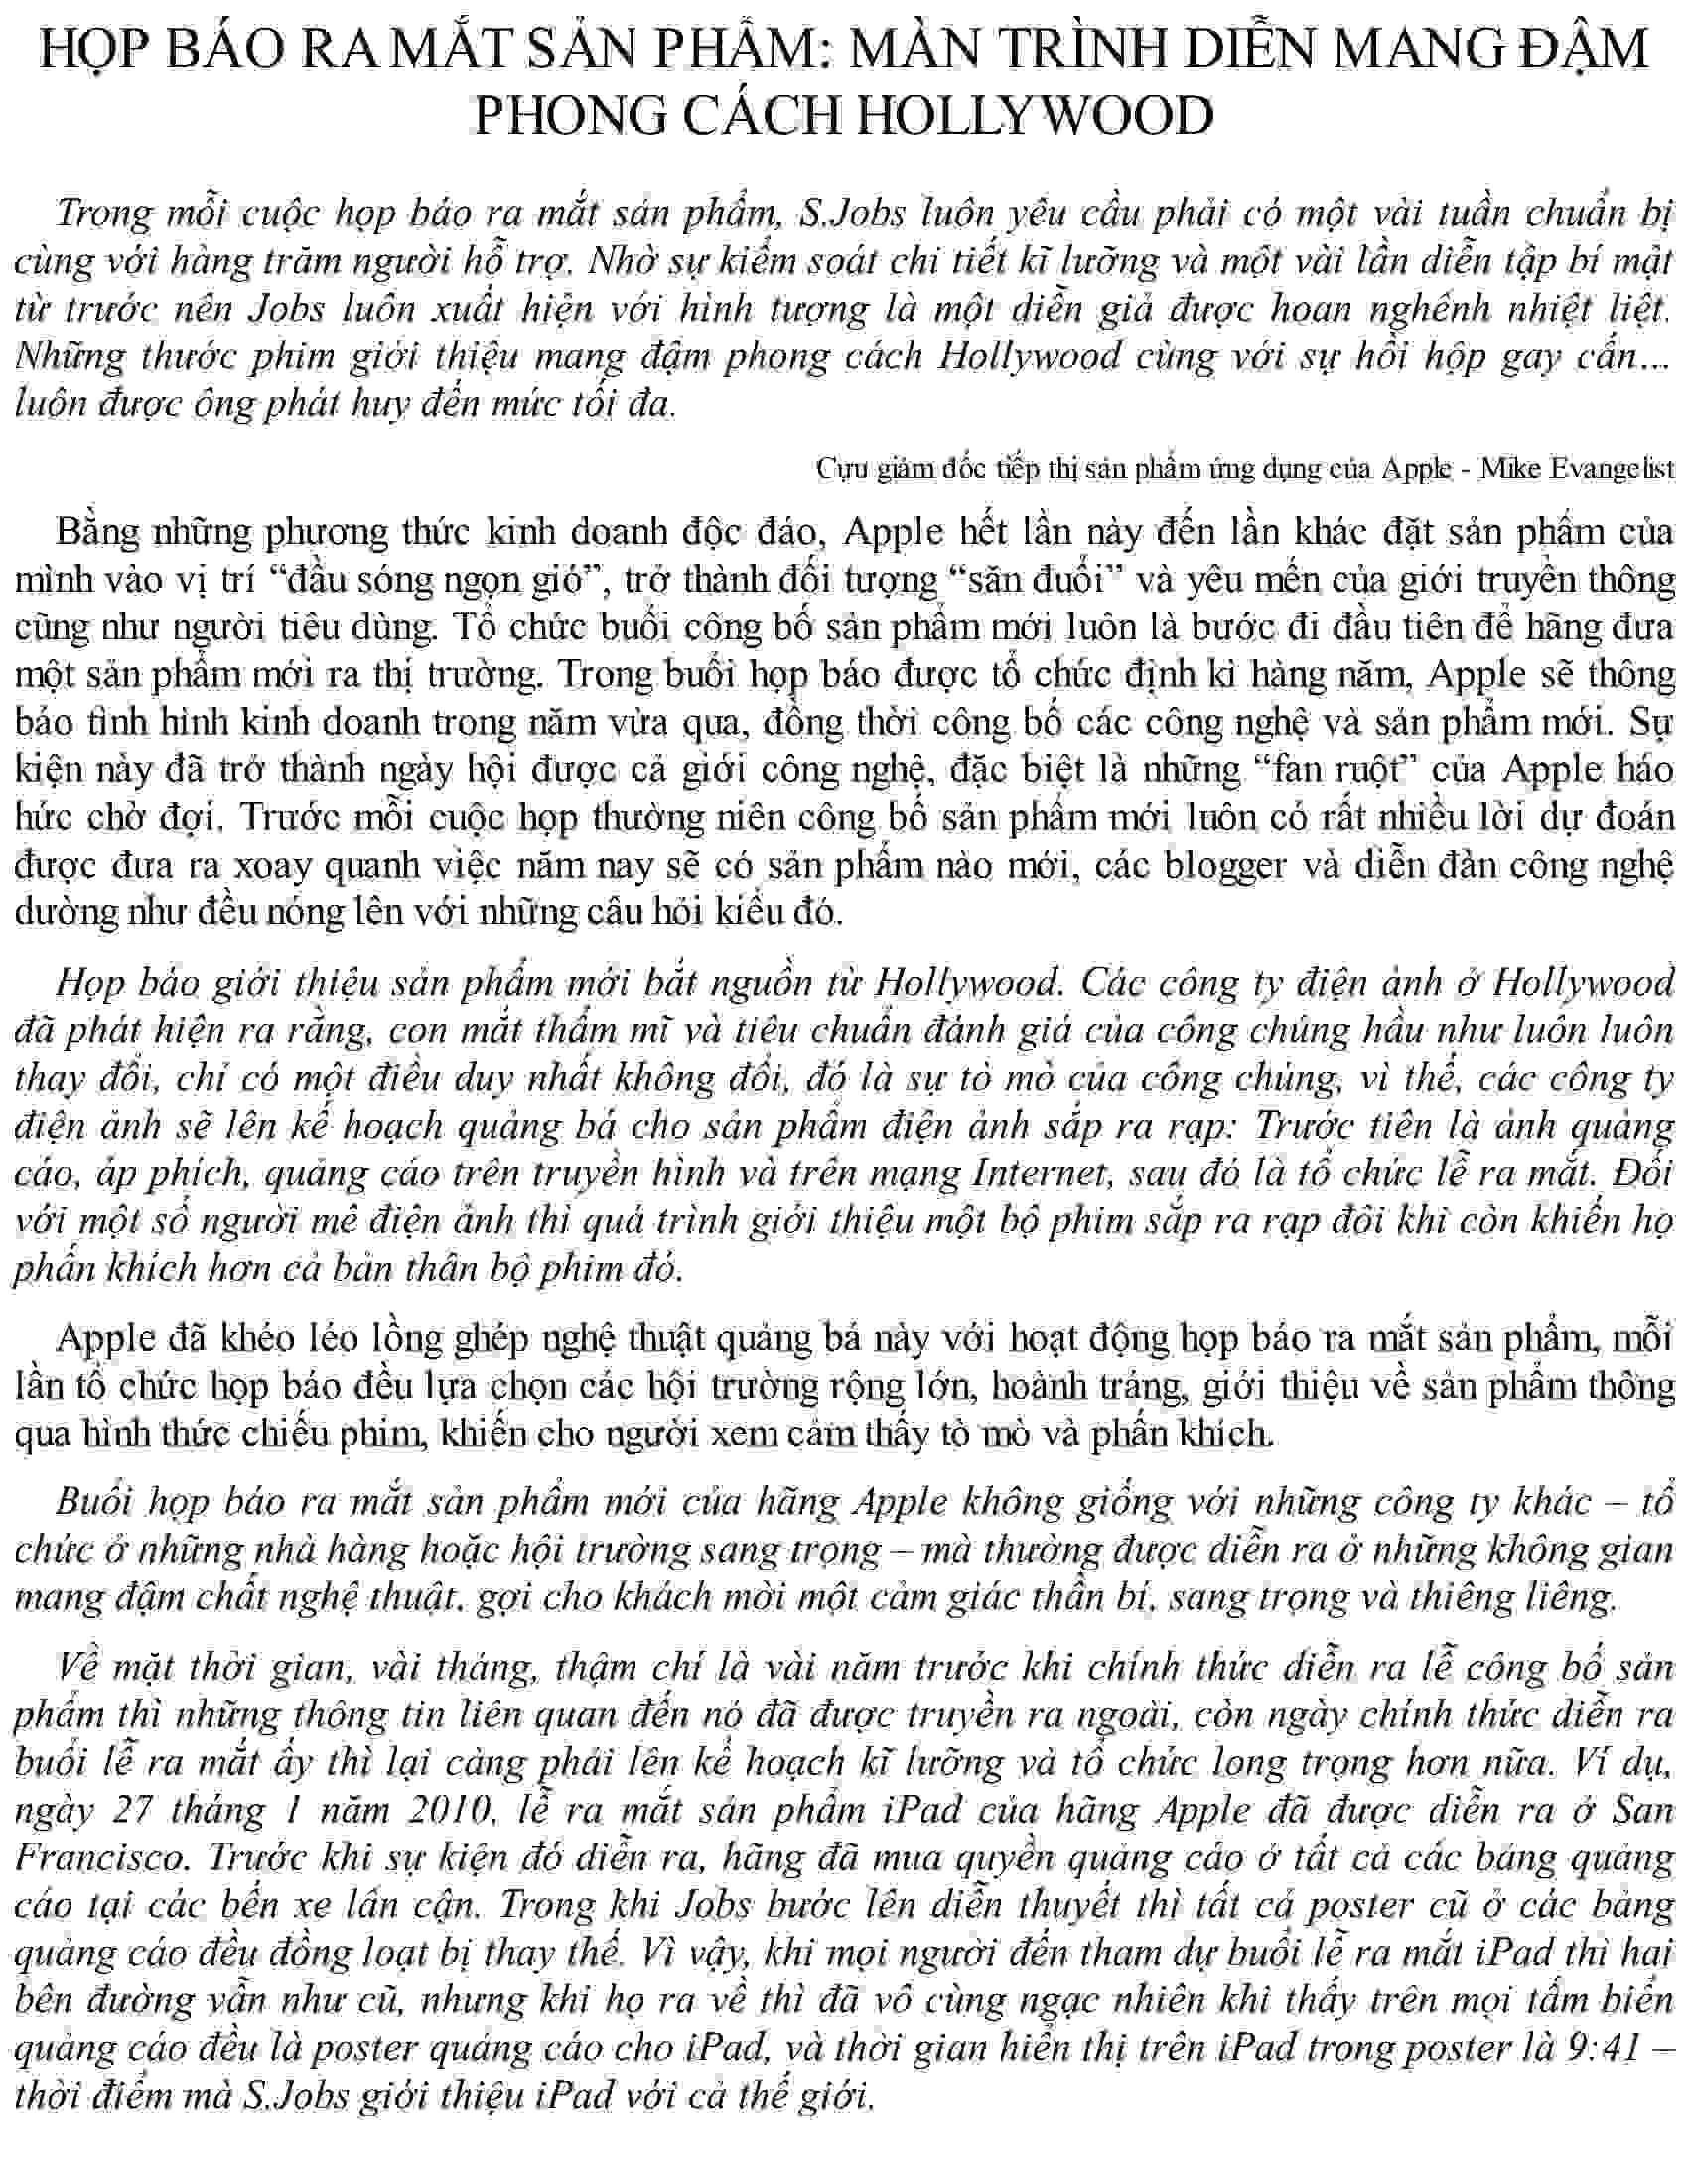 HỌP BÁO RA MẮT SẢN PHẨM: MÀN TRÌNH DIỄN MANG ĐẬM
PHONG CÁCH HOLLYWOOD
Trong mỗi cuộc họp báo ra mắt sản phẩm, S.Jobs luôn yêu cầu phải có một vài tuần chuẩn bị
cùng với hàng trăm người hỗ trợ. Nhờ sự kiểm soát chi tiết kĩ lưỡng và một vài lần diễn tập bí mật
từ trước nên Jobs luôn xuất hiện với hình tượng là một diễn giả được hoan nghênh nhiệt liệt.
Những thước phim giới thiệu mang đậm phong cách Hollywood cùng với sự hồi hộp gay cấn...
luôn được ông phát huy đến mức tối đa.
Cựu giám đốc tiếp thị sản phẩm ứng dụng của Apple - Mike Evangelist
Bằng những phương thức kinh doanh độc đáo, Apple hết lần này đến lần khác đặt sản phẩm của
mình vào vị trí “đầu sóng ngọn gió”, trở thành đối tượng “săn đuổi” và yêu mến của giới truyền thông
cũng như người tiêu dùng. Tổ chức buổi công bố sản phẩm mới luôn là bước đi đầu tiên để hãng đưa
một sản phẩm mới ra thị trường. Trong buổi họp báo được tổ chức định kì hàng năm, Apple sẽ thông
báo tình hình kinh doanh trong năm vừa qua, đồng thời công bố các công nghệ và sản phẩm mới. Sự
kiện này đã trở thành ngày hội được cả giới công nghệ, đặc biệt là những “fan ruột” của Apple háo
hức chờ đợi. Trước mỗi cuộc họp thường niên công bố sản phẩm mới luôn có rất nhiều lời dự đoán
được đưa ra xoay quanh việc năm nay sẽ có sản phẩm nào mới, các blogger và diễn đàn công nghệ
dường như đều nóng lên với những câu hỏi kiểu đó.
Họp báo giới thiệu sản phẩm mới bắt nguồn từ Hollywood. Các công ty điện ảnh ở Hollywood
đã phát hiện ra rằng, con mắt thẩm mĩ và tiêu chuẩn đánh giá của công chúng hầu như luôn luôn
thay đổi, chỉ có một điều duy nhất không đổi, đó là sự tò mò của công chúng, vì thế, các công ty
điện ảnh sẽ lên kế hoạch quảng bá cho sản phẩm điện ảnh sắp ra rạp: Trước tiên là ảnh quảng
cáo, áp phích, quảng cáo trên truyền hình và trên mạng Internet, sau đó là tổ chức lễ ra mắt. Đối
với một số người mê điện ảnh thì quá trình giới thiệu một bộ phim sắp ra rạp đôi khi còn khiến họ
phấn khích hơn cả bản thân bộ phim đó.
Apple đã khéo léo lồng ghép nghệ thuật quảng bá này với hoạt động họp báo ra mắt sản phẩm, mỗi
lần tổ chức họp báo đều lựa chọn các hội trường rộng lớn, hoành tráng, giới thiệu về sản phẩm thông
qua hình thức chiếu phim, khiến cho người xem cảm thấy tò mò và phấn khích.
Buổi họp báo ra mắt sản phẩm mới của hãng Apple không giống với những công ty khác – tổ
chức ở những nhà hàng hoặc hội trường sang trọng – mà thường được diễn ra ở những không gian
mang đậm chất nghệ thuật, gợi cho khách mời một cảm giác thần bí, sang trọng và thiêng liêng.
Về mặt thời gian, vài tháng, thậm chí là vài năm trước khi chính thức diễn ra lễ công bố sản
phẩm thì những thông tin liên quan đến nó đã được truyền ra ngoài, còn ngày chính thức diễn ra
buổi lễ ra mắt ấy thì lại càng phải lên kế hoạch kĩ lưỡng và tổ chức long trọng hơn nữa. Ví dụ,
ngày 27 tháng 1 năm 2010, lễ ra mắt sản phẩm iPad của hãng Apple đã được diễn ra ở San
Francisco. Trước khi sự kiện đó diễn ra, hãng đã mua quyền quảng cáo ở tất cả các bảng quảng
cáo tại các bến xe lân cận. Trong khi Jobs bước lên diễn thuyết thì tất cả poster cũ ở các bảng
quảng cáo đều đồng loạt bị thay thế. Vì vậy, khi mọi người đến tham dự buổi lễ ra mắt iPad thì hai
bên đường vẫn như cũ, nhưng khi họ ra về thì đã vô cùng ngạc nhiên khi thấy trên mọi tấm biển
quảng cáo đều là poster quảng cáo cho iPad, và thời gian hiển thị trên iPad trong poster là 9:41 –
thời điểm mà S.Jobs giới thiệu iPad với cả thế giới.